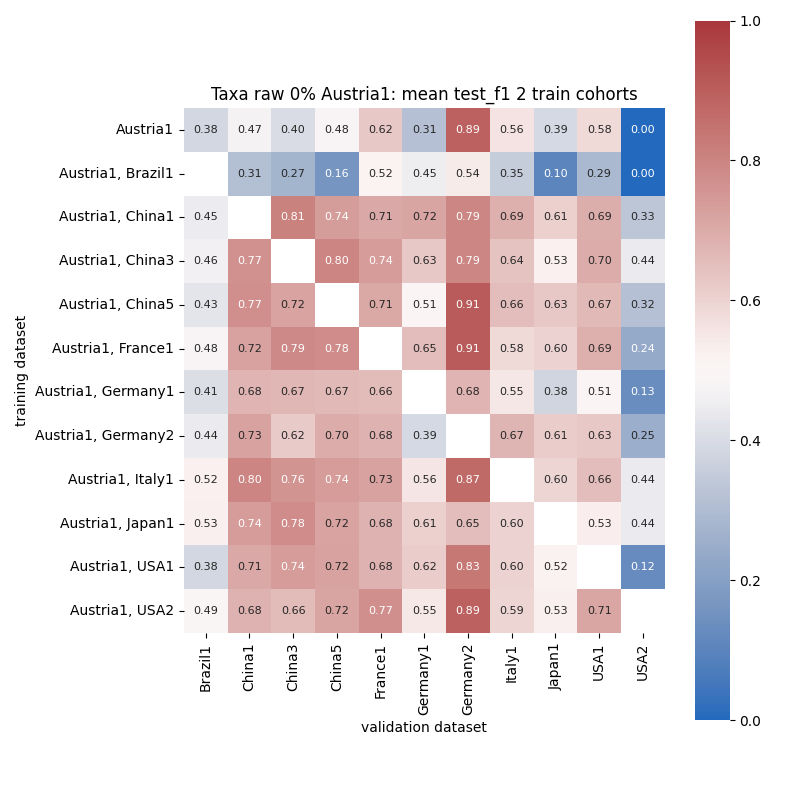 Taxa raw 0% Austria1: mean test_f1 2 train cohorts
training dataset
Austria1 0.38 0.47 0.40 0.48 0.62 0.31 0.89 0.56 0.39 0.58 0.00
Austria1, Brazil1 0.31 0.27 0.16 0.52 0.45 0.54 0.35 0.10 0.29 0.00
Austria1, China1 0.45 0.81 0.74 0.71 0.72 0.79 0.69 0.61 0.69 0.33
Austria1, China3 0.46 0.77 0.80 0.74 0.63 0.79 0.64 0.53 0.70 0.44
Austria1, China5 0.43 0.77 0.72 0.71 0.51 0.91 0.66 0.63 0.67 0.32
Austria1, France1 0.48 0.72 0.79 0.78 0.65 0.91 0.58 0.60 0.69 0.24
Austria1, Germany1 0.41 0.68 0.67 0.67 0.66 0.68 0.55 0.38 0.51 0.13
Austria1, Germany2 0.44 0.73 0.62 0.70 0.68 0.39 0.67 0.61 0.63 0.25
Austria1, Italy1 0.52 0.80 0.76 0.74 0.73 0.56 0.87 0.60 0.66 0.44
Austria1, Japan1 0.53 0.74 0.78 0.72 0.68 0.61 0.65 0.60 0.53 0.44
Austria1, USA1 0.38 0.71 0.74 0.72 0.68 0.62 0.83 0.60 0.52 0.12
Austria1, USA2 0.49 0.68 0.66 0.72 0.77 0.55 0.89 0.59 0.53 0.71
Brazil1 China1 China3 China5 France1 Germany1 Germany2 Italy1 Japan1 USA1 USA2
validation dataset
1.0
0.8
0.6
0.4
0.2
0.0